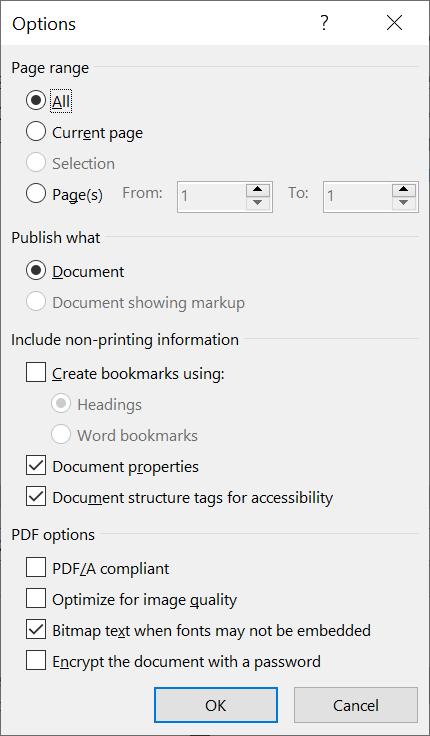 Options ?
Page range
All
Current page
Selection
Page(s) From: 1 To: 1
Publish what
Document
Document showing markup
Include non-printing information
Create bookmarks using:
Headings
Word bookmarks
Document properties
Document structure tags for accessibility
PDF options
PDF/A compliant
Optimize for image quality
Bitmap text when fonts may not be embedded
Encrypt the document with a password
OK Cancel